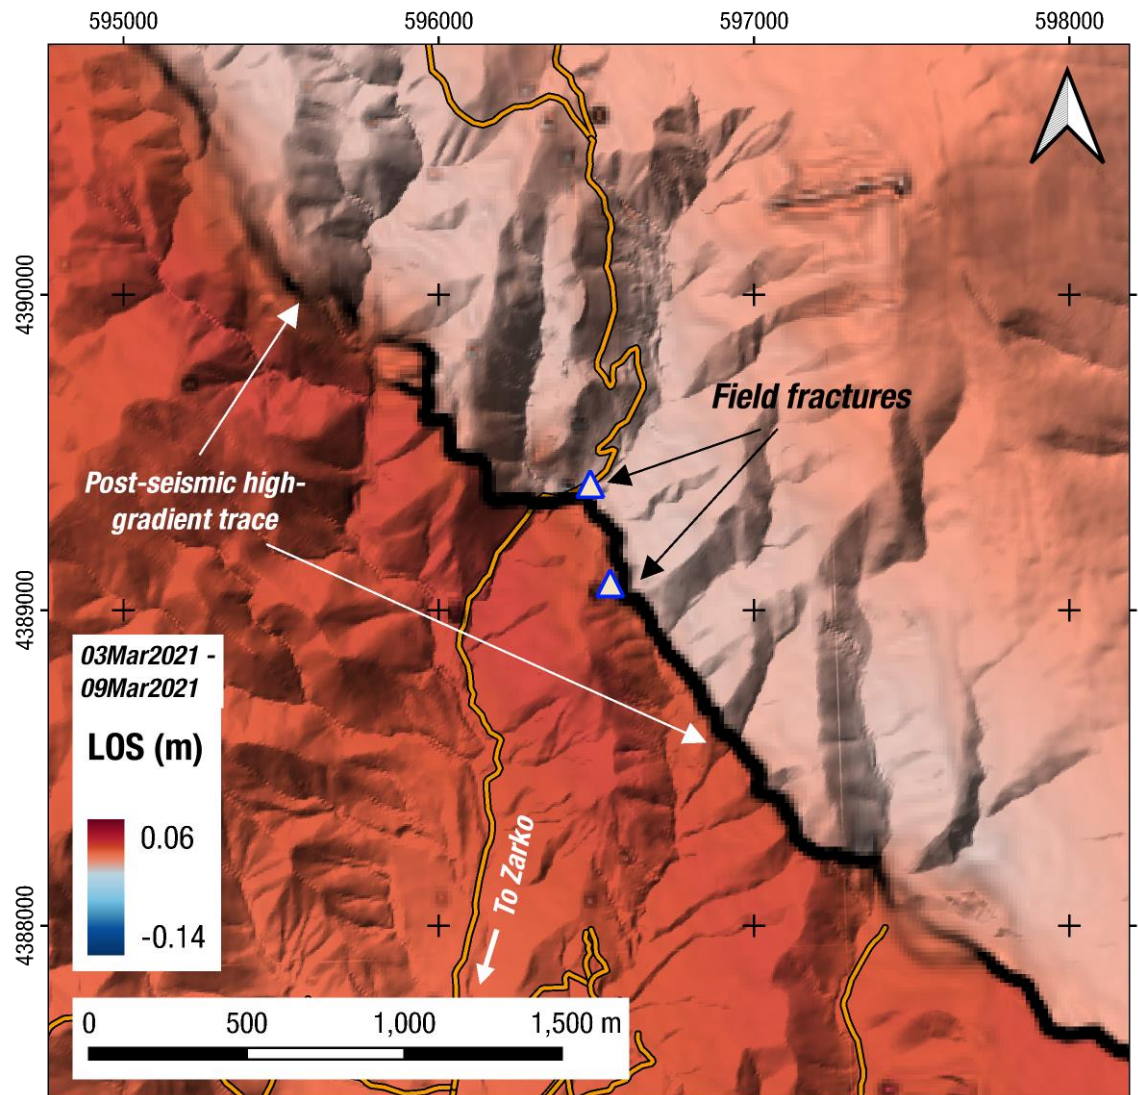 595000
596000
597000
598000
4390000
4389000
4388000
Field fractures
Post-seismic high-
gradient trace
03Mar2021 -
09Mar2021
LOS (m)
0.06
-0.14
To Zarko
0
500
1,000
1,500 m